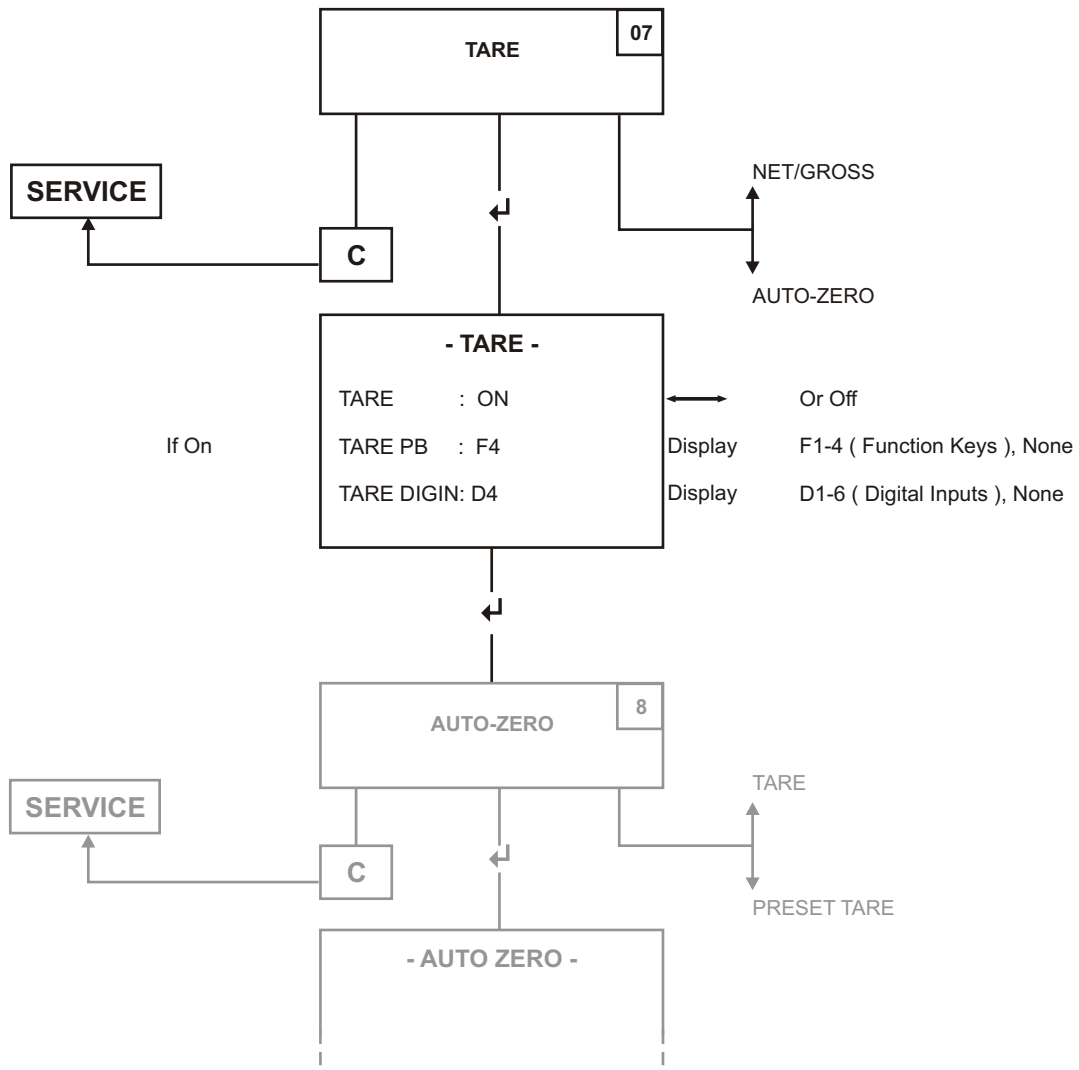 07
TARE
NET/GROSS
SERVICE
C
AUTO-ZERO
- TARE -
TARE : ON Or Off
If On TARE PB : F4 Display F1-4 ( Function Keys ), None
TARE DIGIN: D4 Display D1-6 ( Digital Inputs ), None
8
AUTO-ZERO
TARE
SERVICE
C
PRESET TARE
- AUTO ZERO -